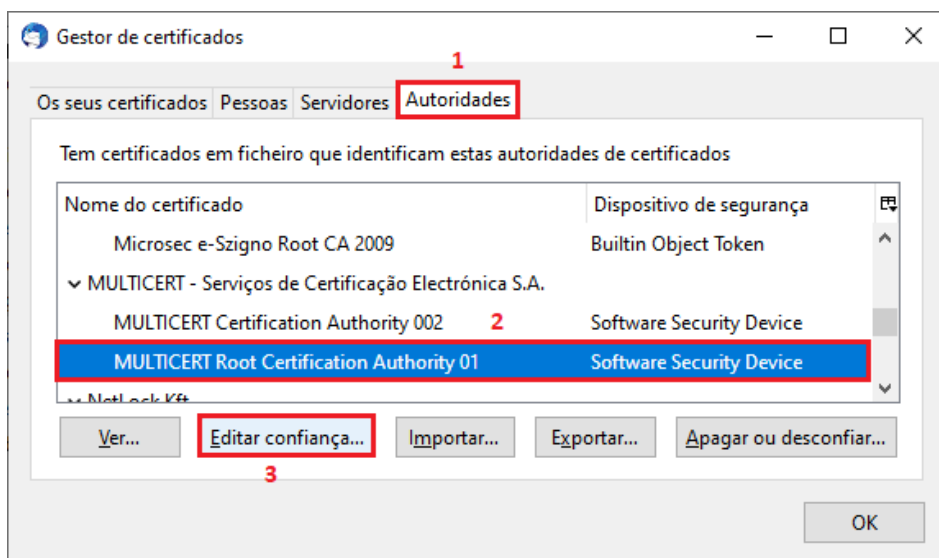 Gestor de certificados
1
Os seus certificados Pessoas Servidores Autoridades
Tem certificados em ficheiro que identificam estas autoridades de certificados
Nome do certificado Dispositivo de segurança
Microsec e-Szigno Root CA 2009 Builtin Object Token
MULTICERT - Serviços de Certificação Electrónica S.A.
MULTICERT Certification Authority 002 2 Software Security Device
MULTICERT Root Certification Authority 01 Software Security Device
NetLock Kft.
Ver... Editar confiança... Importar... Exportar... Apagar ou desconfiar...
3
OK